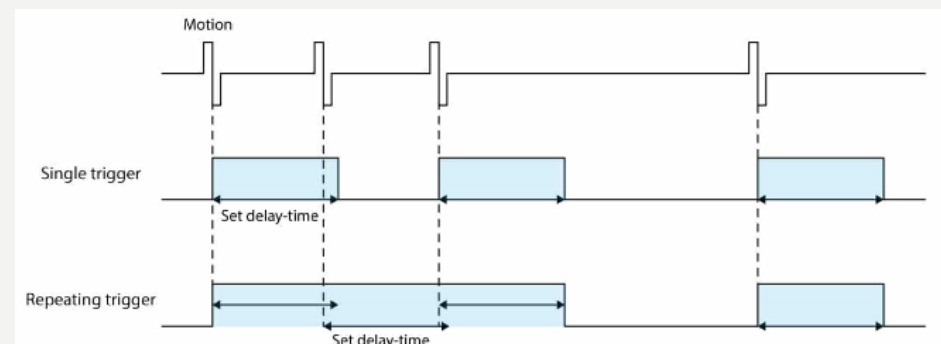 Motion
Single trigger
Set delay-time
Repeating trigger
Set delay-time